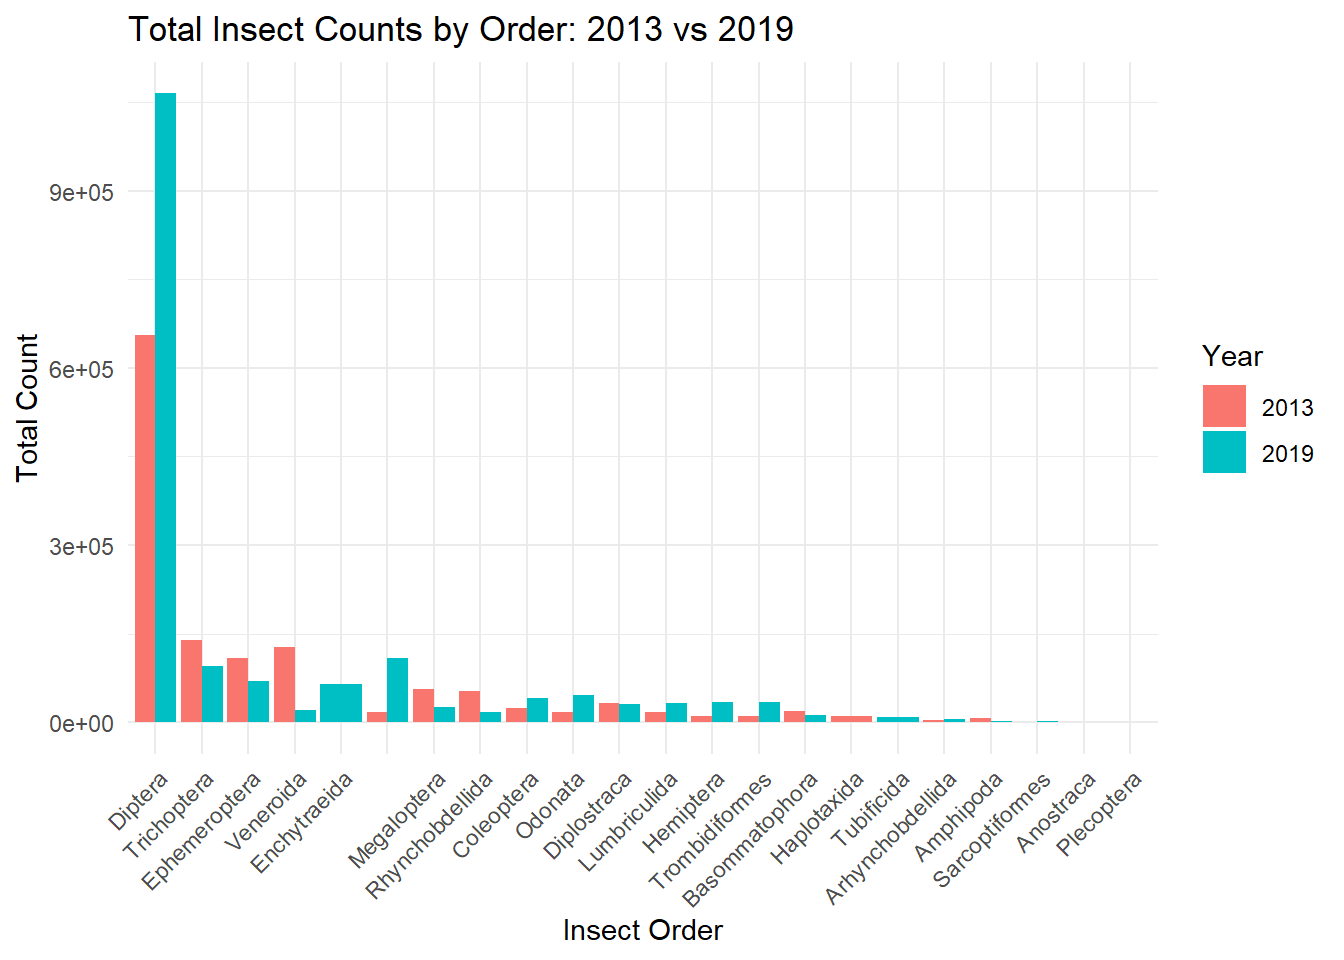 Total Insect Counts by Order: 2013 vs 2019
Total Count
9e+05
6e+05
3e+05
0e+00
Diptera
Trichoptera
Ephemeroptera
Veneroida
Enchytraeida
Megaloptera
Rhynchobdellida
Coleoptera
Odonata
Diplostraca
Lumbriculida
Hemiptera
Trombidiformes
Basommatophora
Haplotaxida
Tubificida
Arhynchobdellida
Amphipoda
Sarcoptiformes
Anostraca
Plecoptera
Insect Order
Year
2013
2019